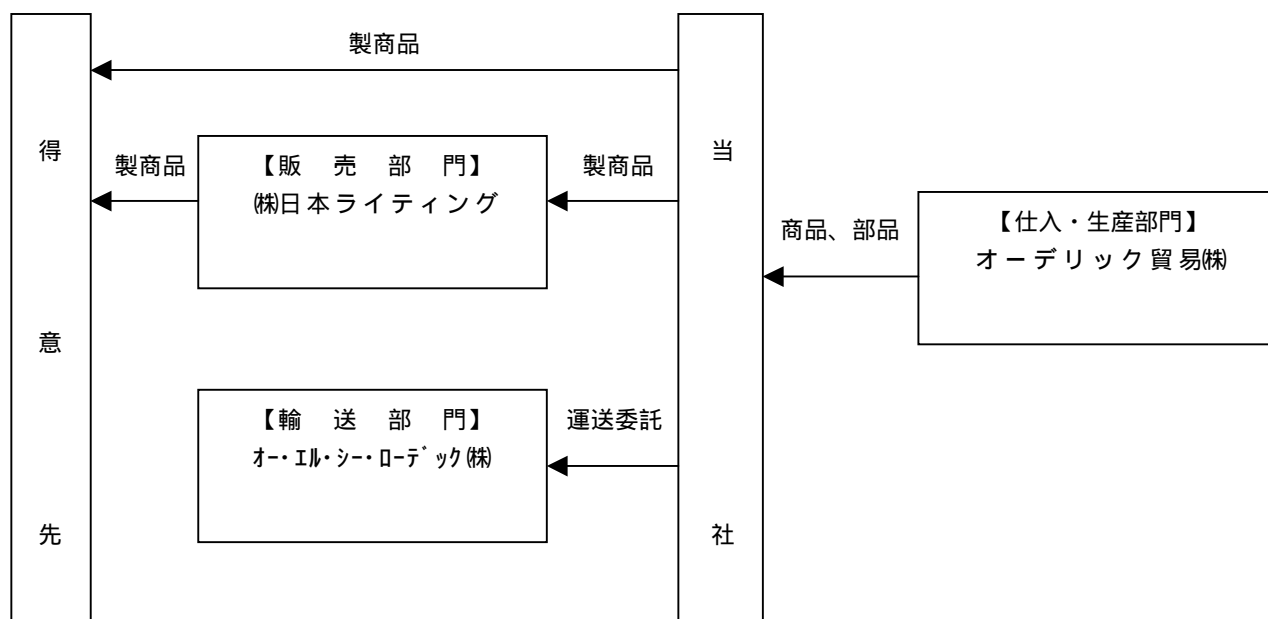 製商品
得意先
製商品
【販売部門】
㈱日本ライティング
製商品
当社
商品、部品
【仕入・生産部門】
オーデリック貿易㈱
【輸送部門】
オー・エル・シー・ローデック㈱
運送委託